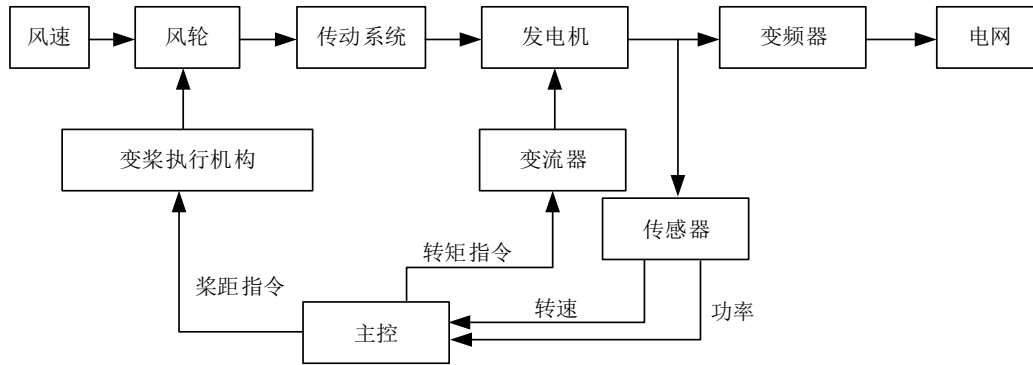 风速
风轮
传动系统
发电机
变频器
电网
变桨执行机构
变流器
传感器
转矩指令
桨距指令
转速
功率
主控